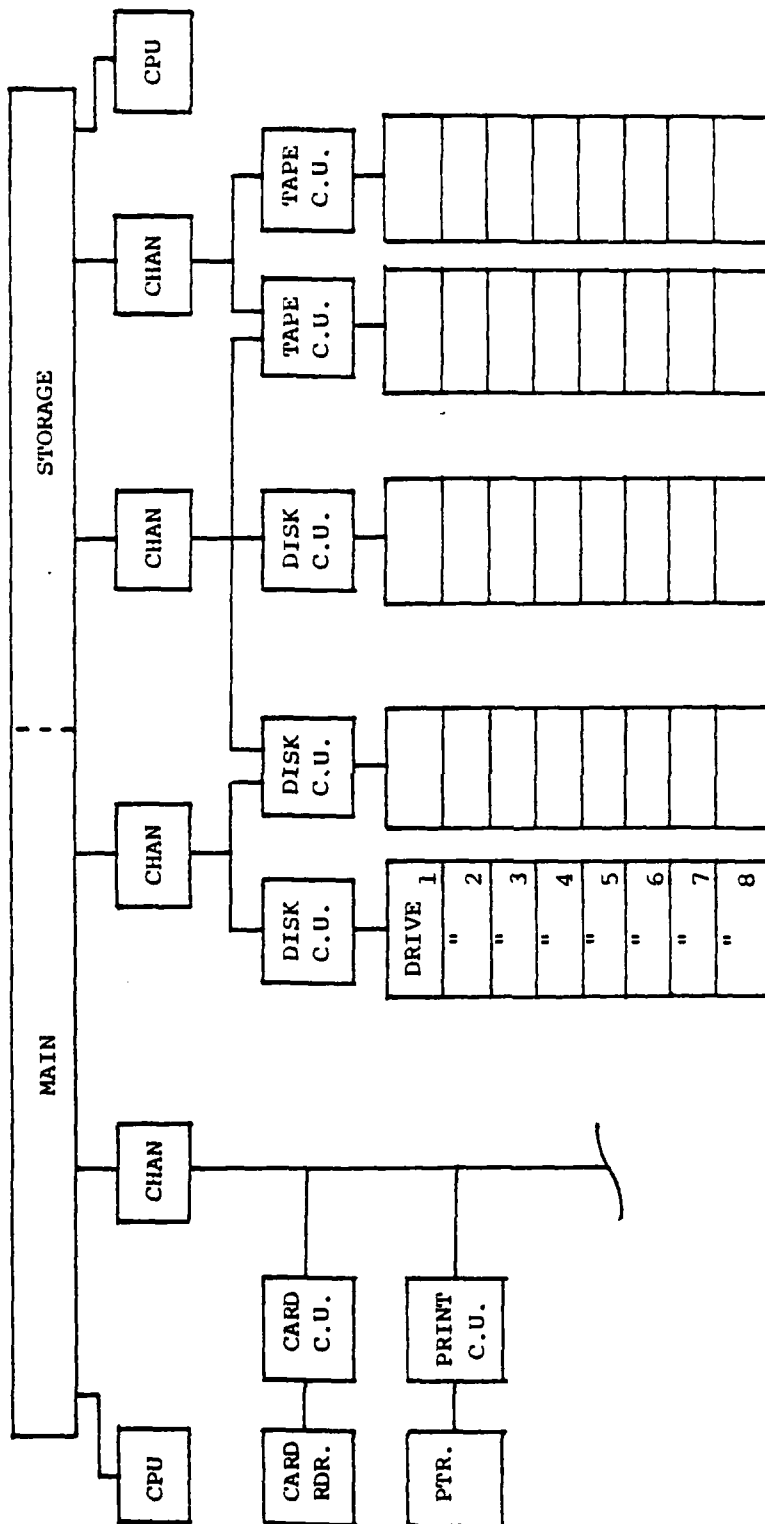 MAIN STORAGE
CPU
CHAN
CHAN
CHAN
CHAN
CPU
CARD
RDR.
CARD
C.U.
DISK
C.U.
DISK
C.U.
DISK
C.U.
TAPE
C.U.
TAPE
C.U.
PTR.
PRINT
C.U.
DRIVE 1
" 2
" 3
" 4
" 5
" 6
" 7
" 8